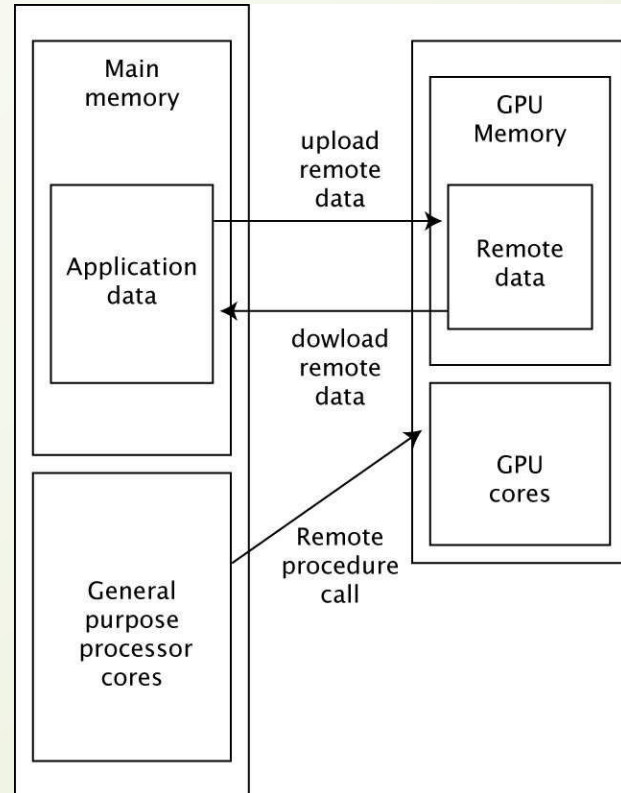 Main
memory
Application
data
General
purpose
processor
cores
upload
remote
data
dowload
remote
data
Remote
procedure
call
GPU
Memory
Remote
data
GPU
cores